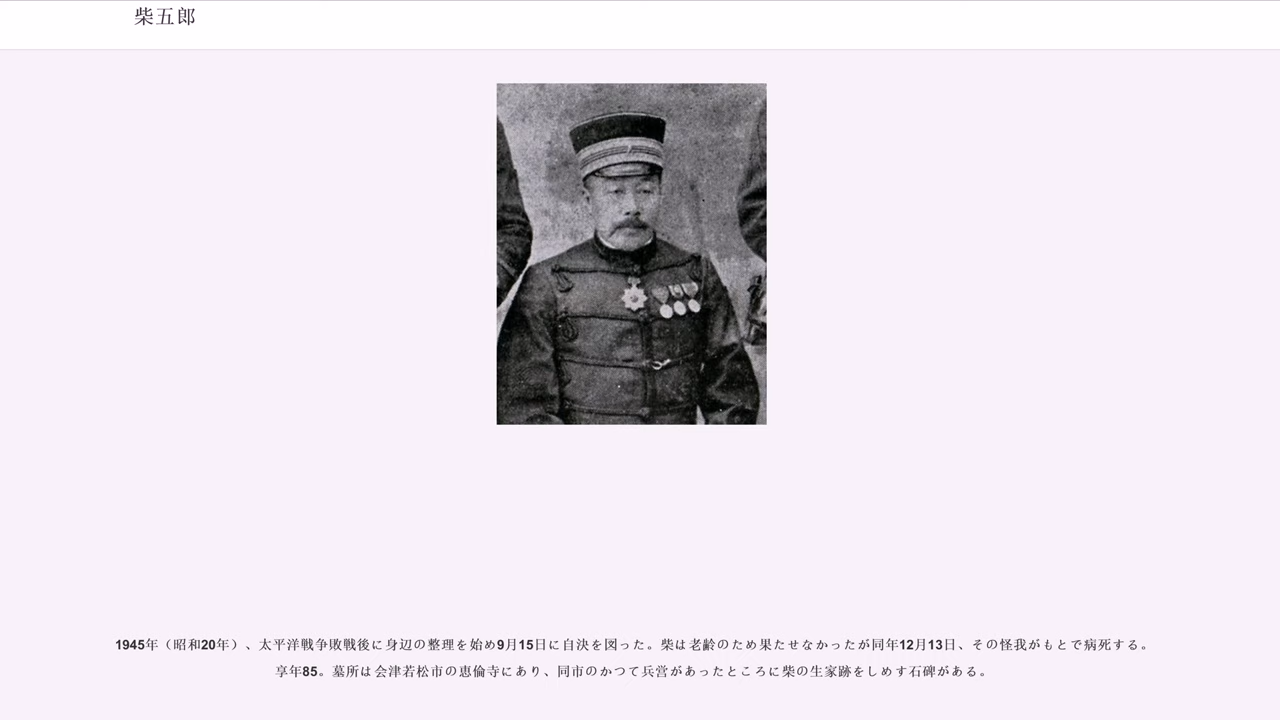 柴五郎
1945年（昭和20年）、太平洋戦争敗戦後に身辺の整理を始め9月15日に自決を図った。柴は老齢のため果たせなかったが同年12月13日、その怪我がもとで病死する。
享年85。墓所は会津若松市の恵倫寺にあり、同市のかつて兵営があったところに柴の生家跡をしめす石碑がある。